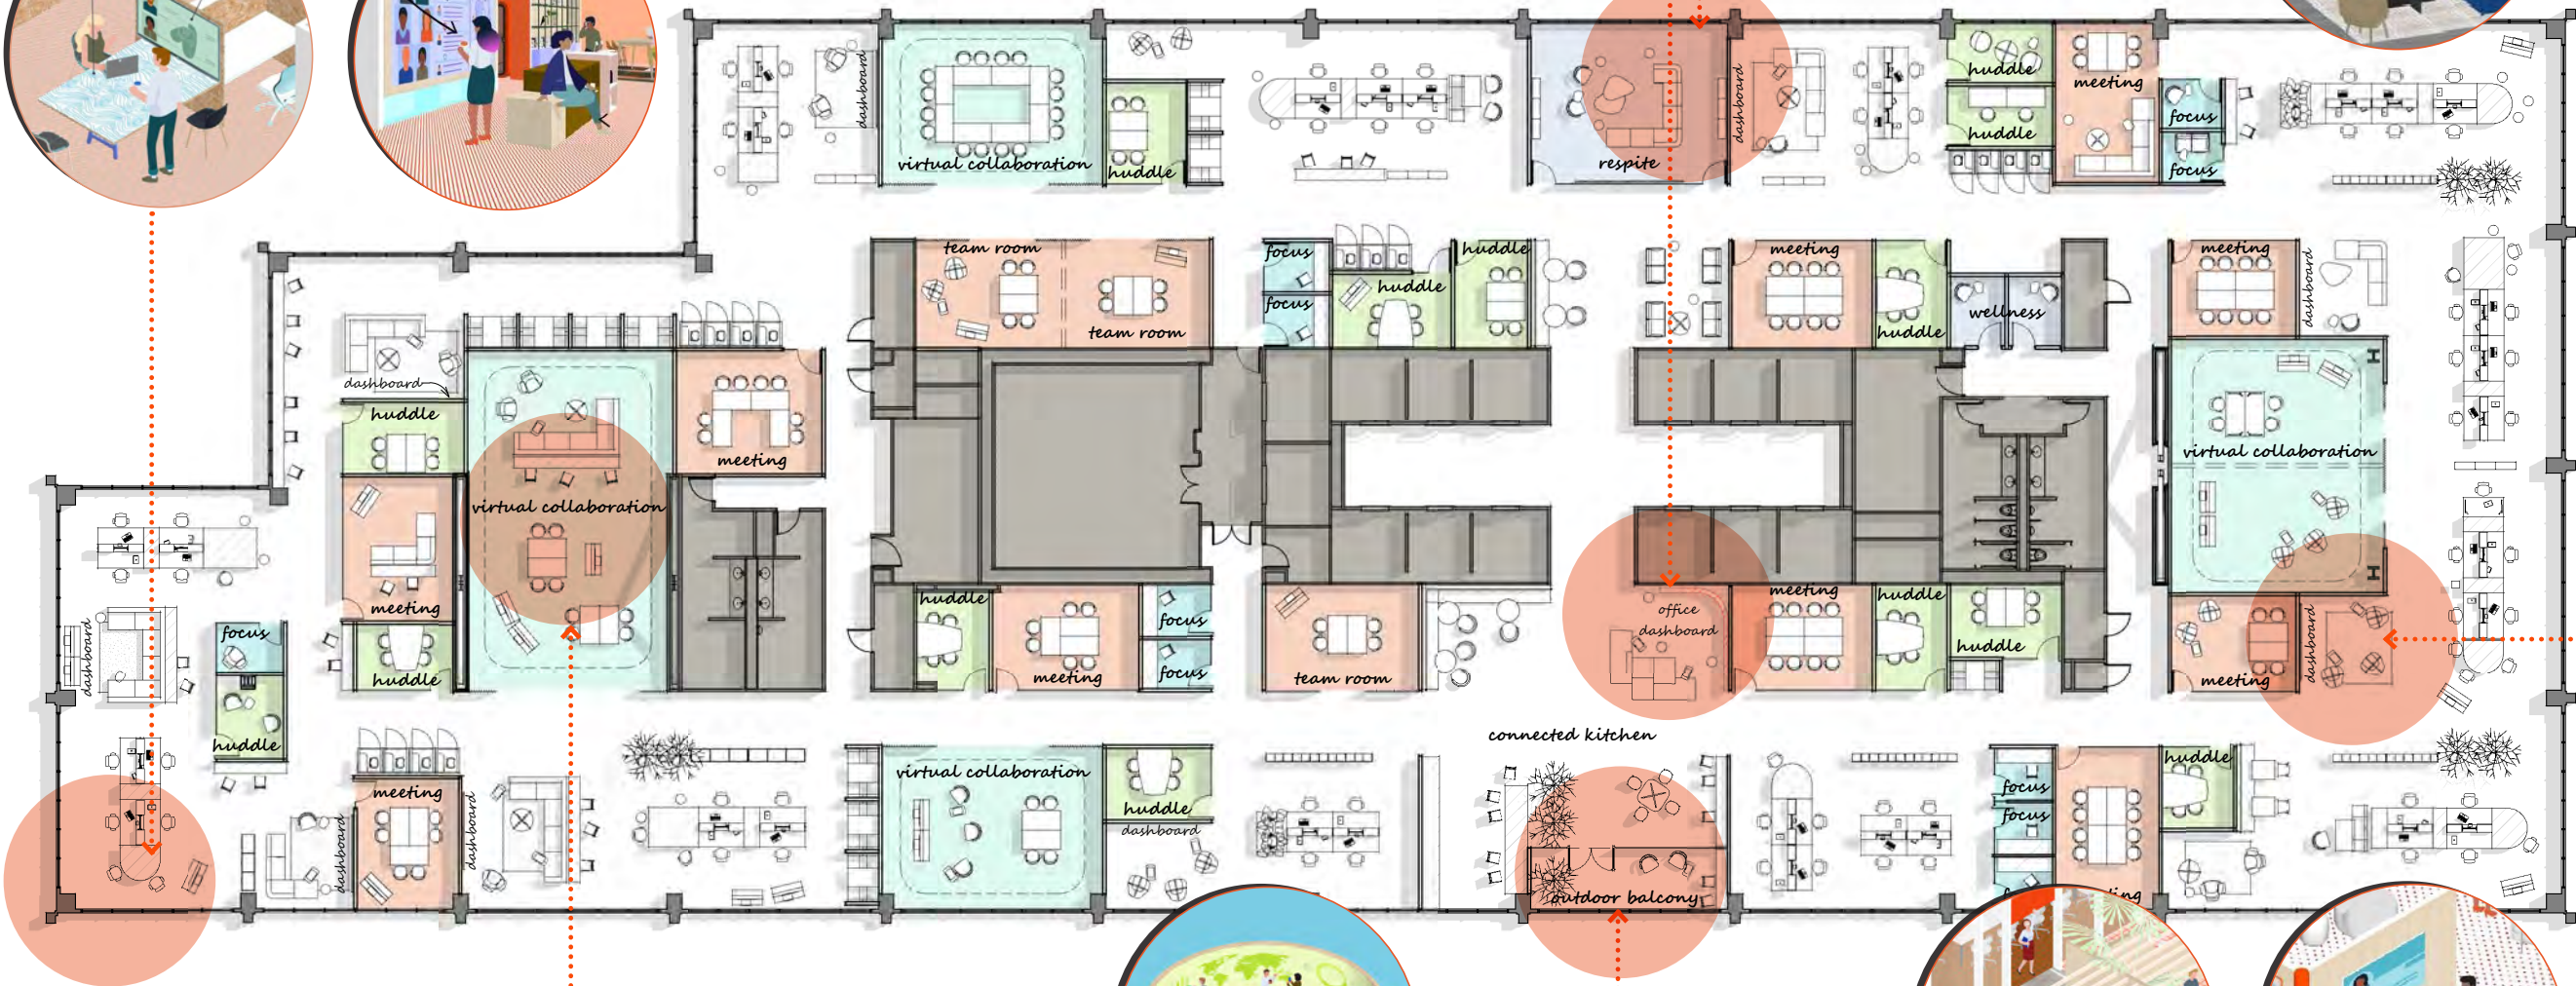 dashboard
virtual collaboration
huddle
respite
dashboard
huddle
huddle
meeting
focus
focus
team room
team room
focus
focus
huddle
huddle
meeting
huddle
wellness
meeting
dashboard
dashboard
huddle
meeting
virtual collaboration
meeting
huddle
virtual collaboration
dashboard
focus
huddle
huddle
meeting
focus
focus
team room
office
dashboard
meeting
huddle
huddle
meeting
dashboard
connected kitchen
meeting
dashboard
dashboard
virtual collaboration
huddle
dashboard
outdoor balcony
focus
focus
huddle